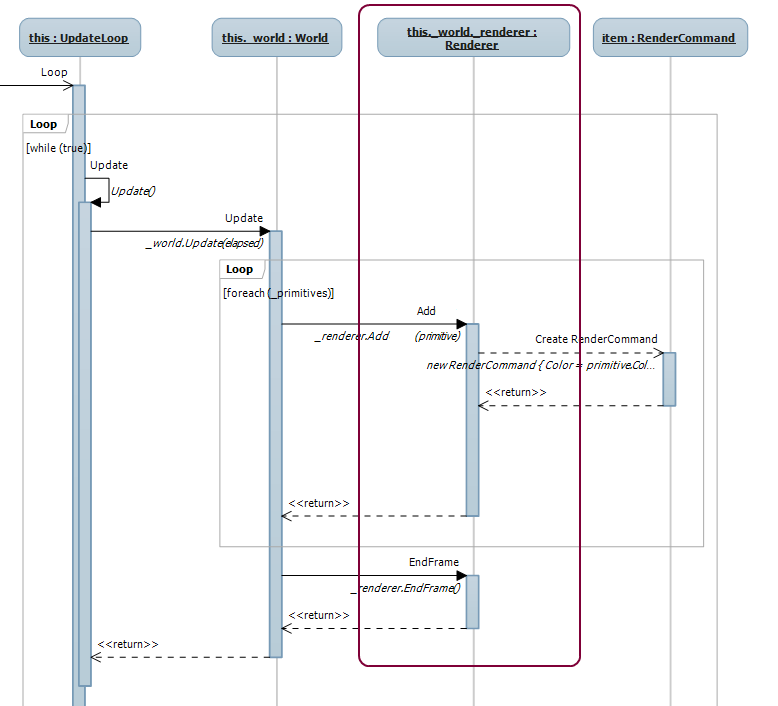 this : UpdateLoop
this._world : World
this._world._renderer :
Renderer
item : RenderCommand
Loop
Loop
[while (true)]
Update
Update()
Update
_world.Update(elapsed)
Loop
[foreach (_primitives)]
Add
_renderer.Add (primitive)
Create RenderCommand
new RenderCommand { Color = primitive.Col...
<<return>>
<<return>>
EndFrame
_renderer.EndFrame()
<<return>>
<<return>>